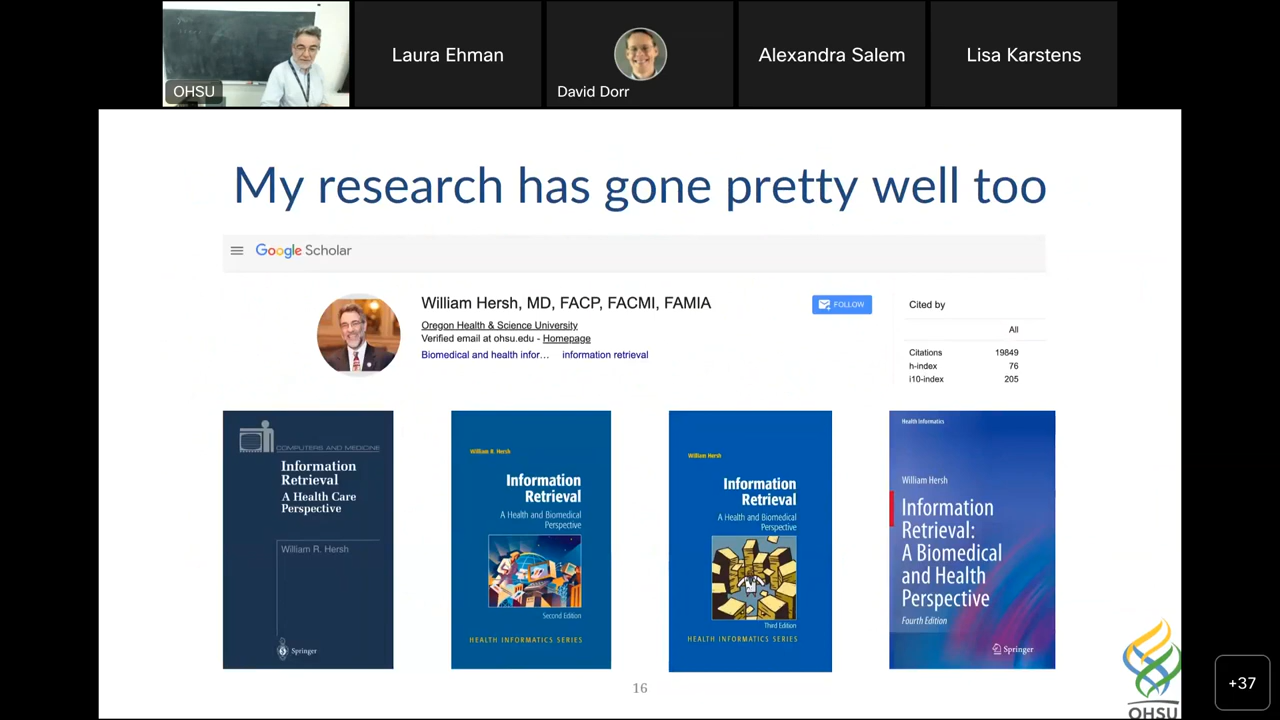 OHSU
Laura Ehman
David Dorr
Alexandra Salem
Lisa Karstens
My research has gone pretty well too
Google Scholar
William Hersh, MD, FACP, FACMI, FAMIA
Oregon Health & Science University
Verified email at ohsu.edu - Homepage
Biomedical and health infor... information retrieval
FOLLOW
Cited by
All
Citations 19849
h-index 76
i10-index 205
COMPUTERS AND MEDICINE
Information
Retrieval
A Health Care
Perspective
William R. Hersh
Springer
William R. Hersh
Information
Retrieval
A Health and Biomedical
Perspective
Second Edition
HEALTH INFORMATICS SERIES
William Hersh
Information
Retrieval
A Health and Biomedical
Perspective
Third Edition
HEALTH INFORMATICS SERIES
Health Informatics
William Hersh
Information
Retrieval:
A Biomedical
and Health
Perspective
Fourth Edition
Springer
16
OHSU
+37